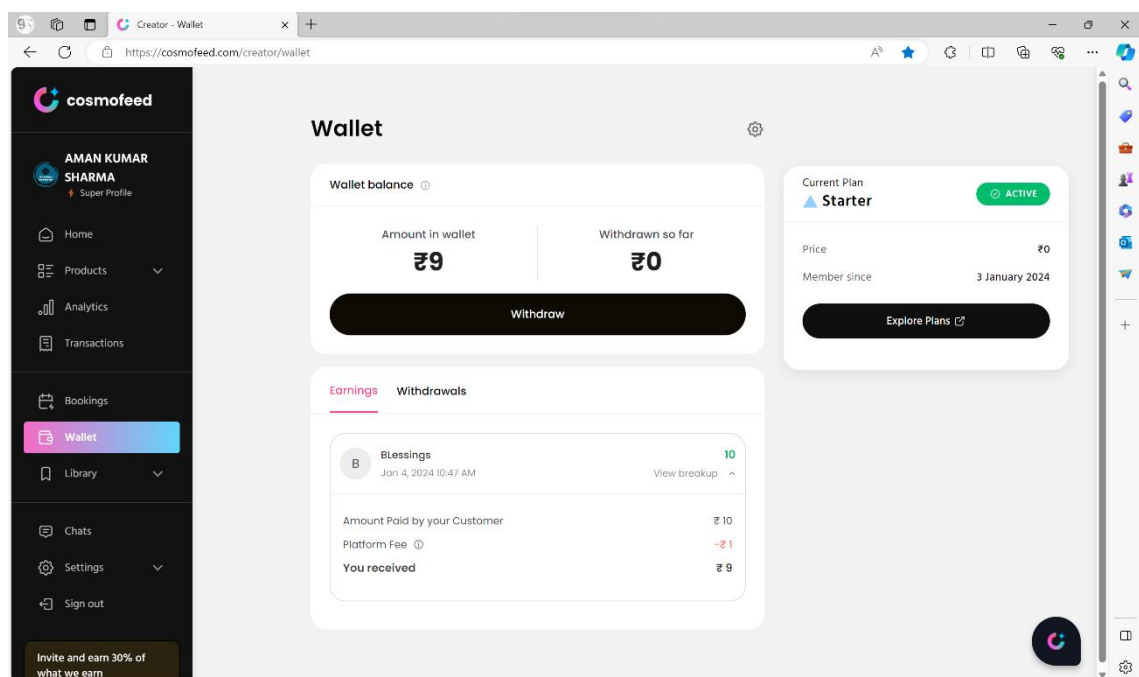 Creator - Wallet
https://cosmofeed.com/creator/wallet
cosmofeed
AMAN KUMAR
SHARMA
Super Profile
Home
Products
Analytics
Transactions
Bookings
Wallet
Library
Chats
Settings
Sign out
Invite and earn 30% of
what we earn
Wallet
Wallet balance
Amount in wallet
₹9
Withdrawn so far
₹0
Withdraw
Earnings Withdrawals
B
BLessings
10
Jan 4, 2024 10:47 AM
View breakup
Amount Paid by your Customer ₹ 10
Platform Fee -₹ 1
You received ₹ 9
Current Plan
Starter
ACTIVE
Price ₹0
Member since 3 January 2024
Explore Plans